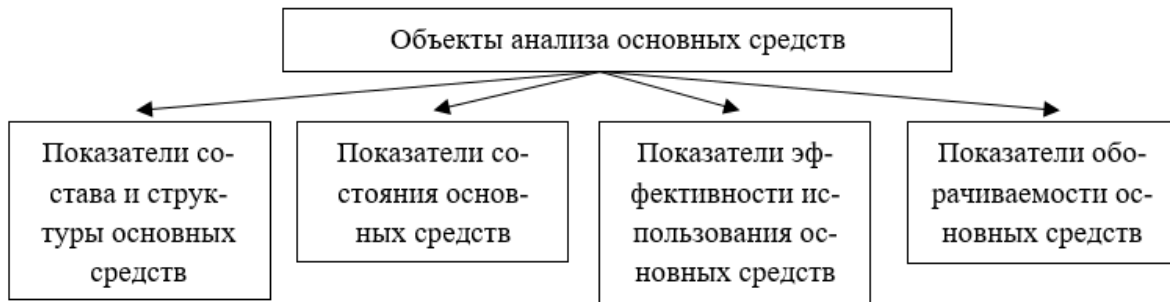 Объекты анализа основных средств
Показатели со-
става и струк-
туры основных
средств
Показатели со-
стояния основ-
ных средств
Показатели эф-
фективности ис-
пользования ос-
новных средств
Показатели обо-
рачиваемости ос-
новных средств